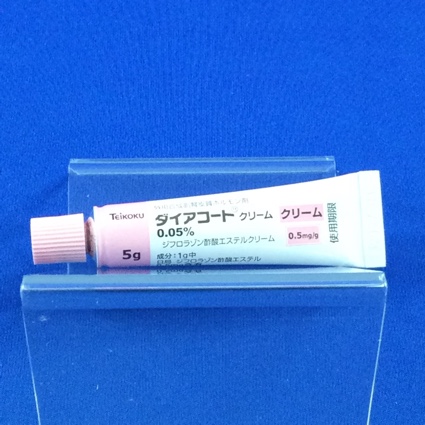 TEIKOKU ダイアコート クリーム クリーム
0.05% 0.5mg/g
ジフロラゾン酢酸エステルクリーム
5g
成分:1g中
日局 ジフロラゾン酢酸エステル
使用期限